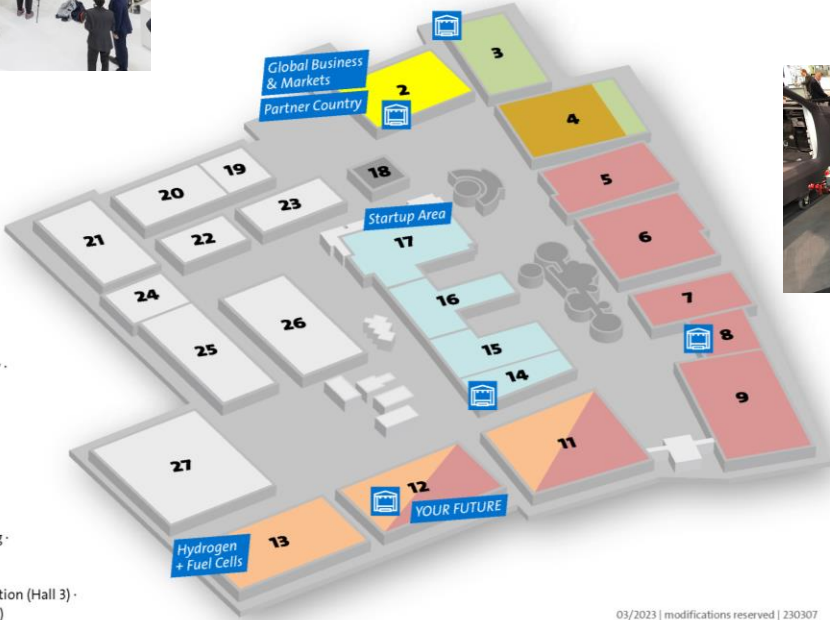 Global Business
& Markets
Partner Country
2
3
4
5
6
7
8
9
11
12
13
14
15
16
17
18
19
20
21
22
23
24
25
26
27
Startup Area
YOUR FUTURE
Hydrogen
+ Fuel Cells
(Hall 3) ·
03/2023 | modifications reserved | 230307